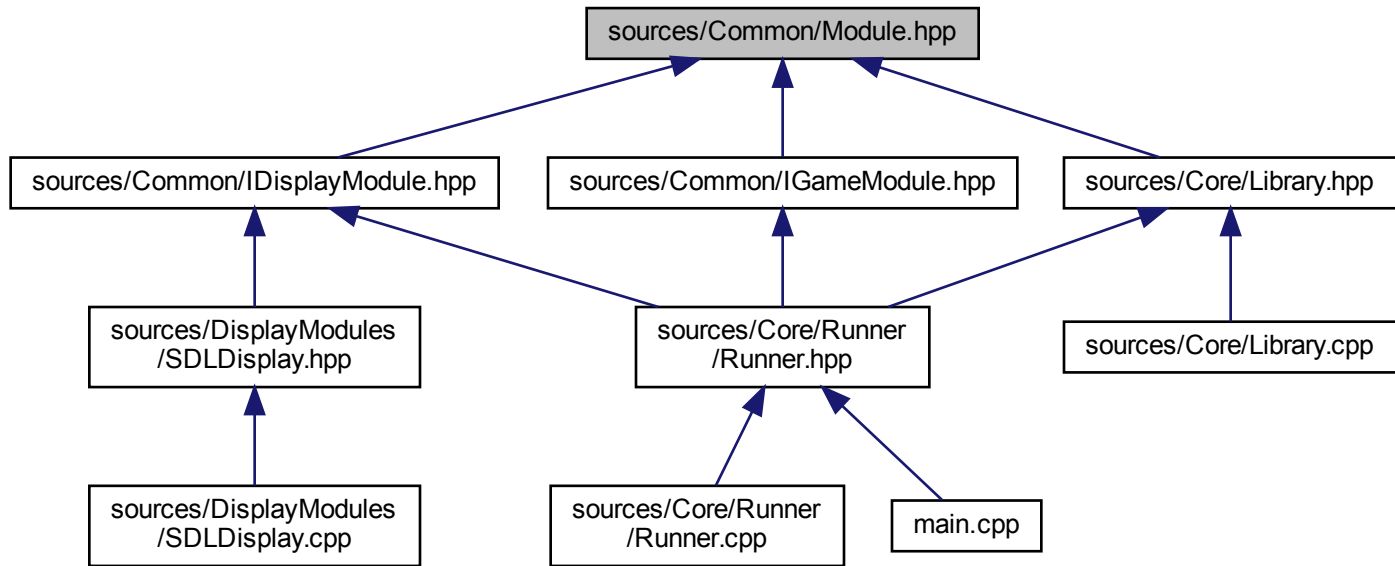 sources/Common/Module.hpp
sources/Common/IDisplayModule.hpp
sources/Common/IGameModule.hpp
sources/Core/Library.hpp
sources/DisplayModules
/SDLDisplay.hpp
sources/Core/Runner
/Runner.hpp
sources/Core/Library.cpp
sources/DisplayModules
/SDLDisplay.cpp
sources/Core/Runner
/Runner.cpp
main.cpp